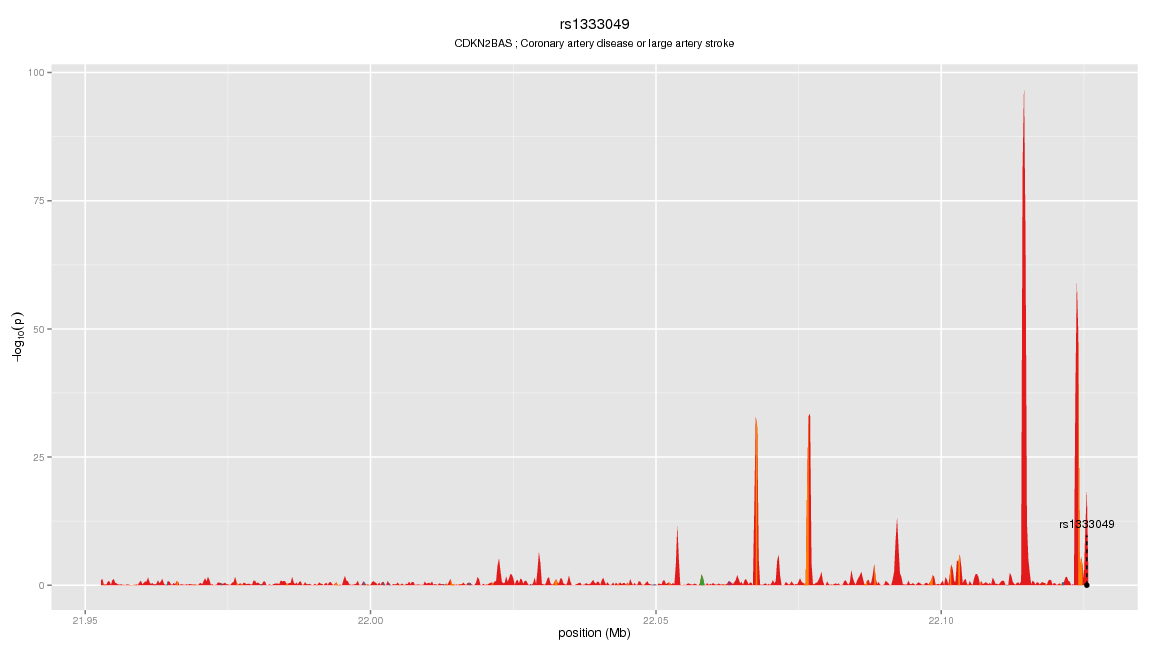 rs1333049
CDKN2BAS ; Coronary artery disease or large artery stroke
−log10(p)
100
75
50
25
0
rs1333049
21.95 22.00 22.05 22.10
position (Mb)